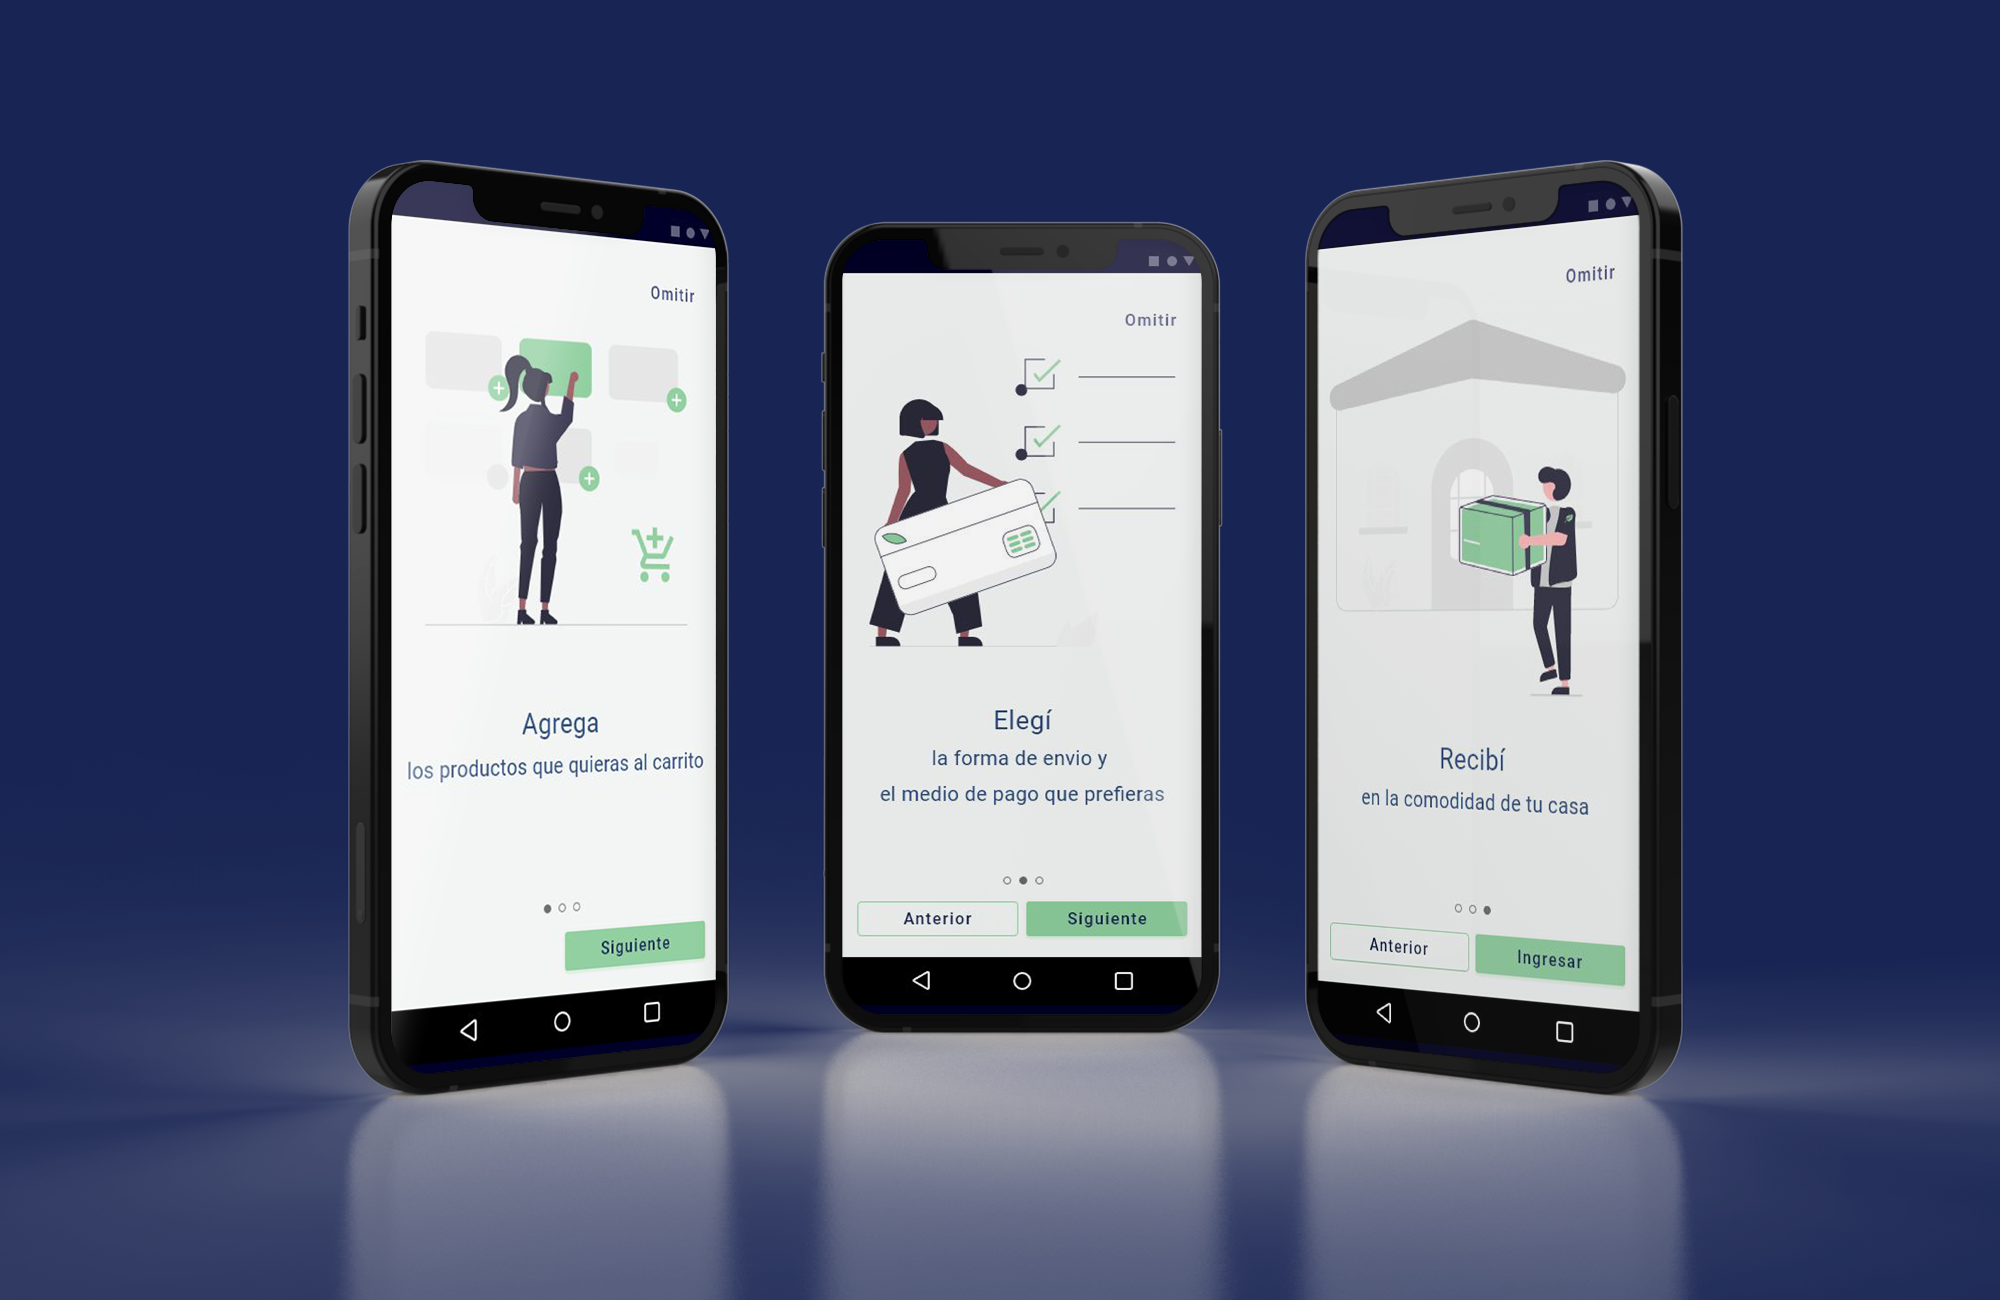 Omitir
Agrega
los productos que quieras al carrito
Siguiente
Omitir
Elegí
la forma de envio y
el medio de pago que prefieras
Anterior
Siguiente
Omitir
Recibí
en la comodidad de tu casa
Anterior
Ingresar